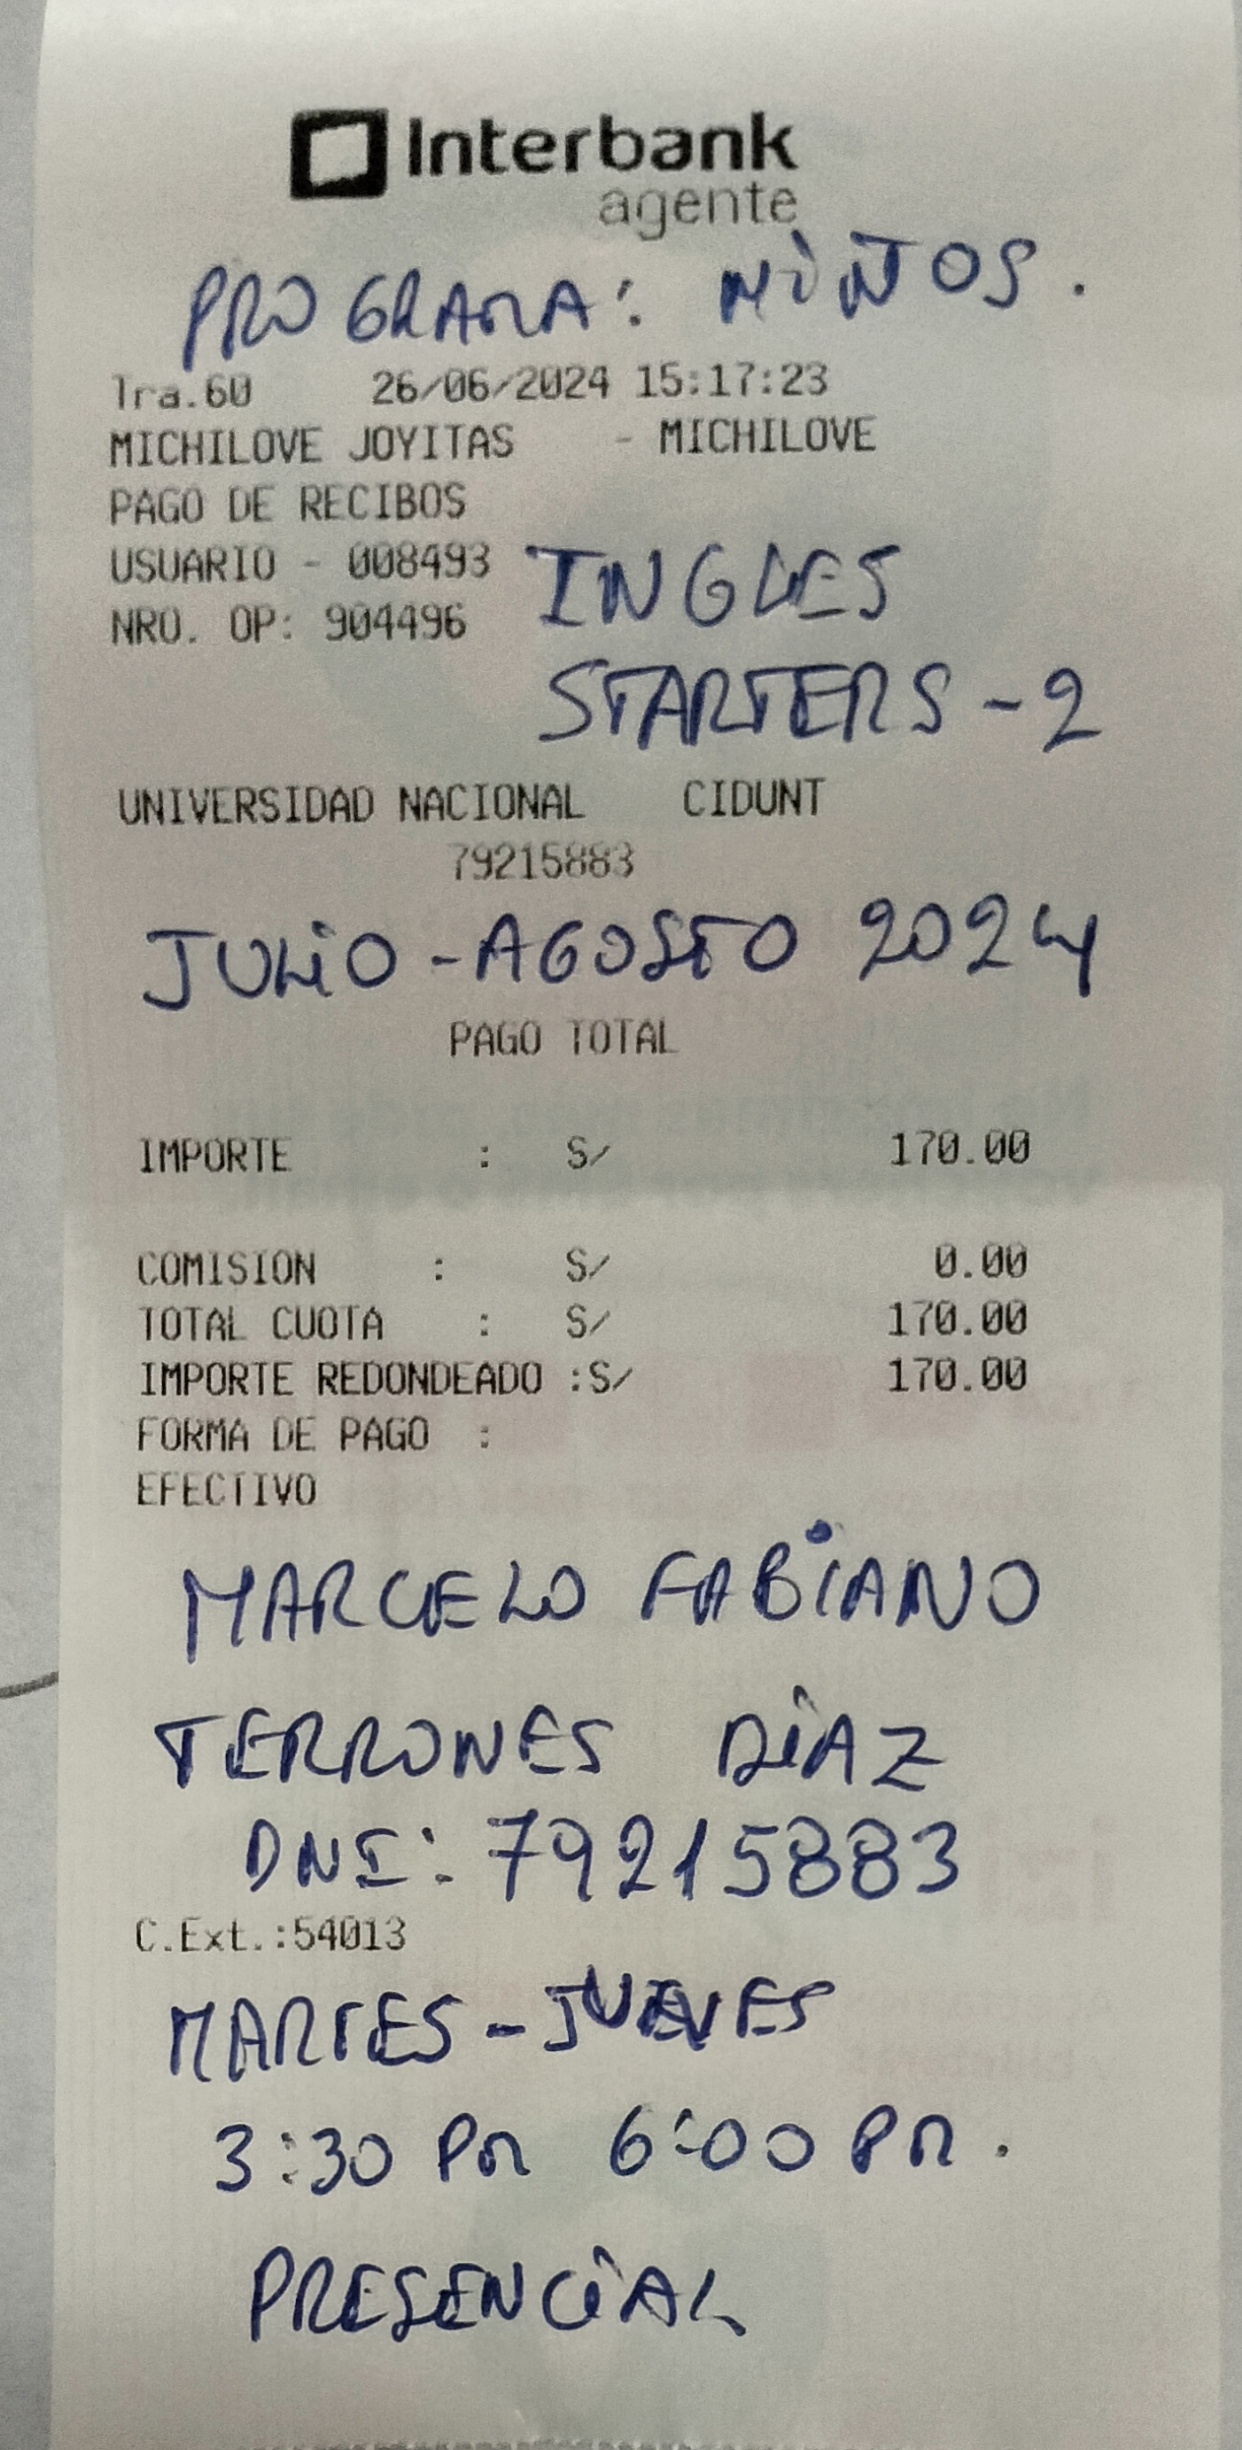 Interbank
agente
PROGRAMA: NIÑOS.
Tra.60 26/06/2024 15:17:23
MICHILOVE JOYITAS - MICHILOVE
PAGO DE RECIBOS
USUARIO - 008493
NRO. OP: 904496
INGLES
STARTERS - 2
UNIVERSIDAD NACIONAL CIDUNT
79215883
JULIO - AGOSTO 2024
PAGO TOTAL
IMPORTE : S/ 170.00
COMISION : S/ 0.00
TOTAL CUOTA : S/ 170.00
IMPORTE REDONDEADO :S/ 170.00
FORMA DE PAGO :
EFECTIVO
MARCELO FABIANO
TERRONES DIAZ
DNI: 79215883
C.Ext.:54013
MARTES - JUEVES
3:30 PM 6:00 PM.
PRESENCIAL